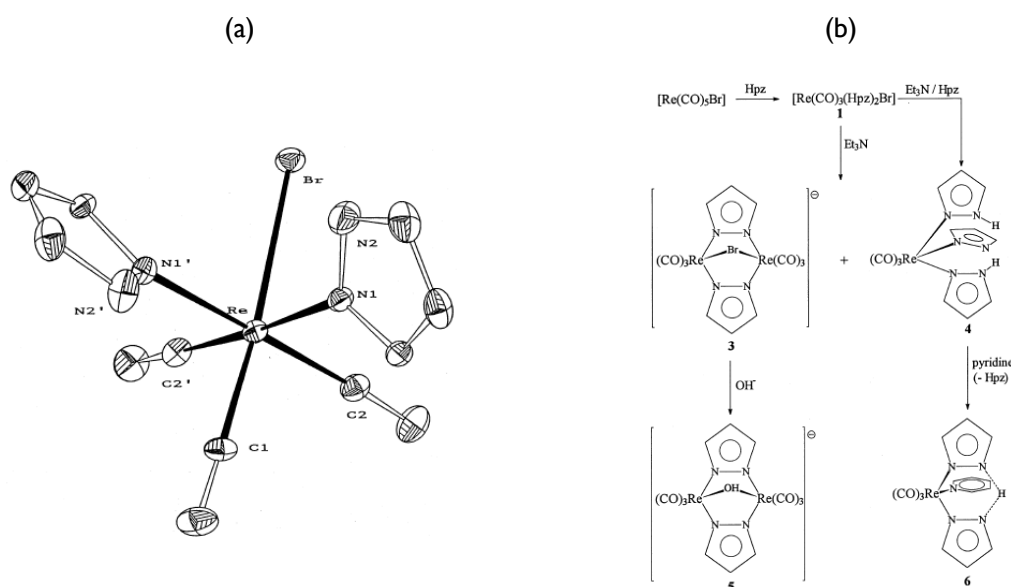 (a)
(b)
Br
N2
N1'
N1
N2'
Re
C2'
C2
C1
Hpz
Et₃N / Hpz
[Re(CO)₅Br]
[Re(CO)₃(Hpz)₂Br]
1
Et₃N
⊖
N
N
N
H
(CO)₃Re
Br
Re(CO)₃
+
N
N
(CO)₃Re
H
N
N
N
N
3
4
OH⁻
pyridine
(- Hpz)
⊖
N
N
N
N
(CO)₃Re
OH
Re(CO)₃
(CO)₃Re
N
H
N
N
N
N
5
6